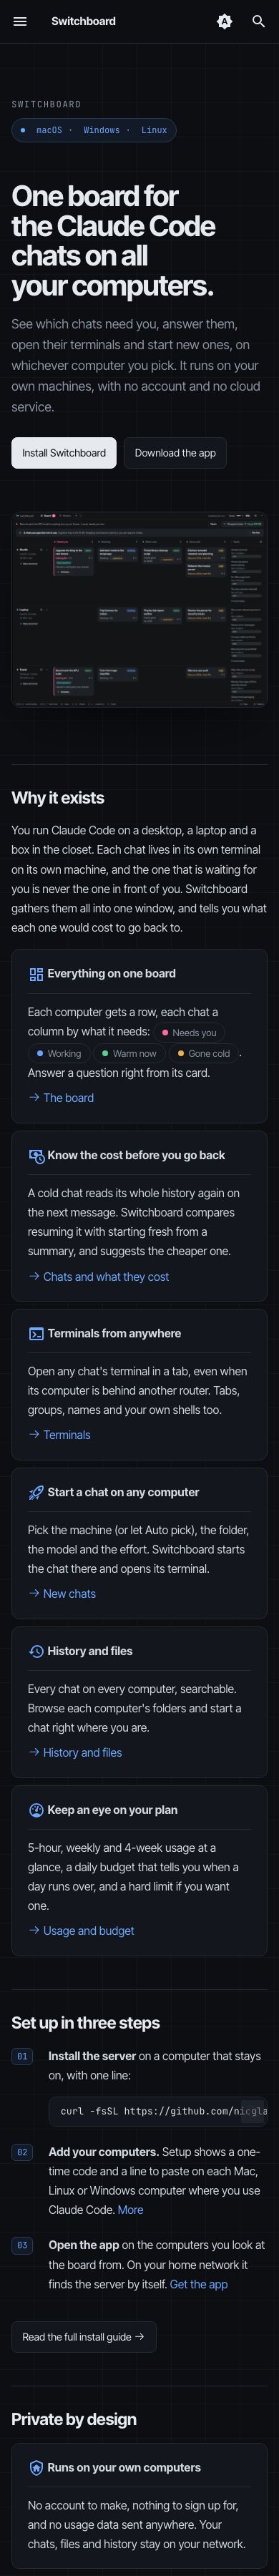 Switchboard
SWITCHBOARD
macOS · Windows · Linux
One board for
the Claude Code
chats on all
your computers.
See which chats need you, answer them,
open their terminals and start new ones, on
whichever computer you pick. It runs on your
own machines, with no account and no cloud
service.
Install Switchboard
Download the app
Why it exists
You run Claude Code on a desktop, a laptop and a
box in the closet. Each chat lives in its own terminal
on its own machine, and the one that is waiting for
you is never the one in front of you. Switchboard
gathers them all into one window, and tells you what
each one would cost to go back to.
Everything on one board
Each computer gets a row, each chat a
column by what it needs: Needs you
Working Warm now Gone cold .
Answer a question right from its card.
→ The board
Know the cost before you go back
A cold chat reads its whole history again on
the next message. Switchboard compares
resuming it with starting fresh from a
summary, and suggests the cheaper one.
→ Chats and what they cost
Terminals from anywhere
Open any chat's terminal in a tab, even when
its computer is behind another router. Tabs,
groups, names and your own shells too.
→ Terminals
Start a chat on any computer
Pick the machine (or let Auto pick), the folder,
the model and the effort. Switchboard starts
the chat there and opens its terminal.
→ New chats
History and files
Every chat on every computer, searchable.
Browse each computer's folders and start a
chat right where you are.
→ History and files
Keep an eye on your plan
5-hour, weekly and 4-week usage at a
glance, a daily budget that tells you when a
day runs over, and a hard limit if you want
one.
→ Usage and budget
Set up in three steps
01
Install the server on a computer that stays
on, with one line:
curl -fsSL https://github.com/
02
Add your computers. Setup shows a one-
time code and a line to paste on each Mac,
Linux or Windows computer where you use
Claude Code. More
03
Open the app on the computers you look at
the board from. On your home network it
finds the server by itself. Get the app
Read the full install guide →
Private by design
Runs on your own computers
No account to make, nothing to sign up for,
and no usage data sent anywhere. Your
chats, files and history stay on your network.